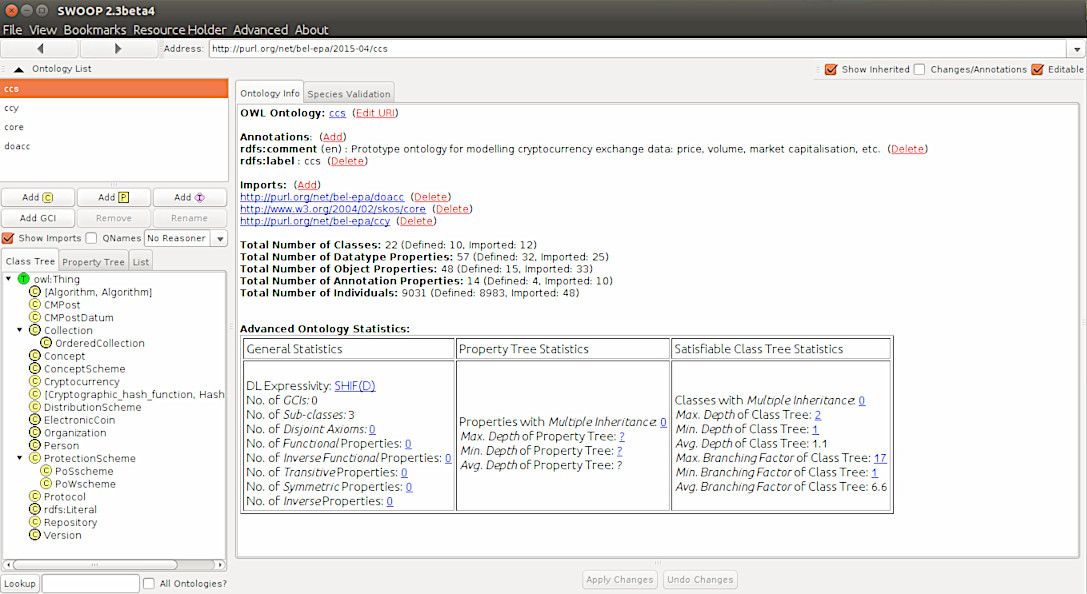 SWOOP 2.3beta4
File View Bookmarks Resource Holder Advanced About
Address: http://purl.org/net/bel-epa/2015-04/ccs
Ontology List
Show Inherited Changes/Annotations Editable
ccs
ccy
core
doacc
Add C Add P Add I
Add GCI Remove Rename
Show Imports QNames No Reasoner
Class Tree Property Tree List
owl:Thing
[Algorithm, Algorithm]
CMPost
CMPostDatum
Collection
OrderedCollection
Concept
ConceptScheme
Cryptocurrency
[Cryptographic_hash_function, Hash
DistributionScheme
ElectronicCoin
Organization
Person
ProtectionScheme
PoSscheme
PoWscheme
Protocol
rdfs:Literal
Repository
Version
Lookup All Ontologies?
Ontology Info Species Validation
OWL Ontology: ccs (Edit URI)
Annotations: (Add)
rdfs:comment (en) : Prototype ontology for modelling cryptocurrency exchange data: price, volume, market capitalisation, etc. (Delete)
rdfs:label : ccs (Delete)
Imports: (Add)
http://purl.org/net/bel-epa/doacc (Delete)
http://www.w3.org/2004/02/skos/core (Delete)
http://purl.org/net/bel-epa/ccy (Delete)
Total Number of Classes: 22 (Defined: 10, Imported: 12)
Total Number of Datatype Properties: 57 (Defined: 32, Imported: 25)
Total Number of Object Properties: 48 (Defined: 15, Imported: 33)
Total Number of Annotation Properties: 14 (Defined: 4, Imported: 10)
Total Number of Individuals: 9031 (Defined: 8983, Imported: 48)
Advanced Ontology Statistics:
General Statistics
DL Expressivity: SHIF(D)
No. of GCIs: 0
No. of Sub-classes: 3
No. of Disjoint Axioms: 0
No. of Functional Properties: 0
No. of Inverse Functional Properties: 0
No. of Transitive Properties: 0
No. of Symmetric Properties: 0
No. of Inverse Properties: 0
Property Tree Statistics
Properties with Multiple Inheritance: 0
Max. Depth of Property Tree: ?
Min. Depth of Property Tree: ?
Avg. Depth of Property Tree: ?
Satisfiable Class Tree Statistics
Classes with Multiple Inheritance: 0
Max. Depth of Class Tree: 2
Min. Depth of Class Tree: 1
Avg. Depth of Class Tree: 1.1
Max. Branching Factor of Class Tree: 17
Min. Branching Factor of Class Tree: 1
Avg. Branching Factor of Class Tree: 6.6
Apply Changes Undo Changes